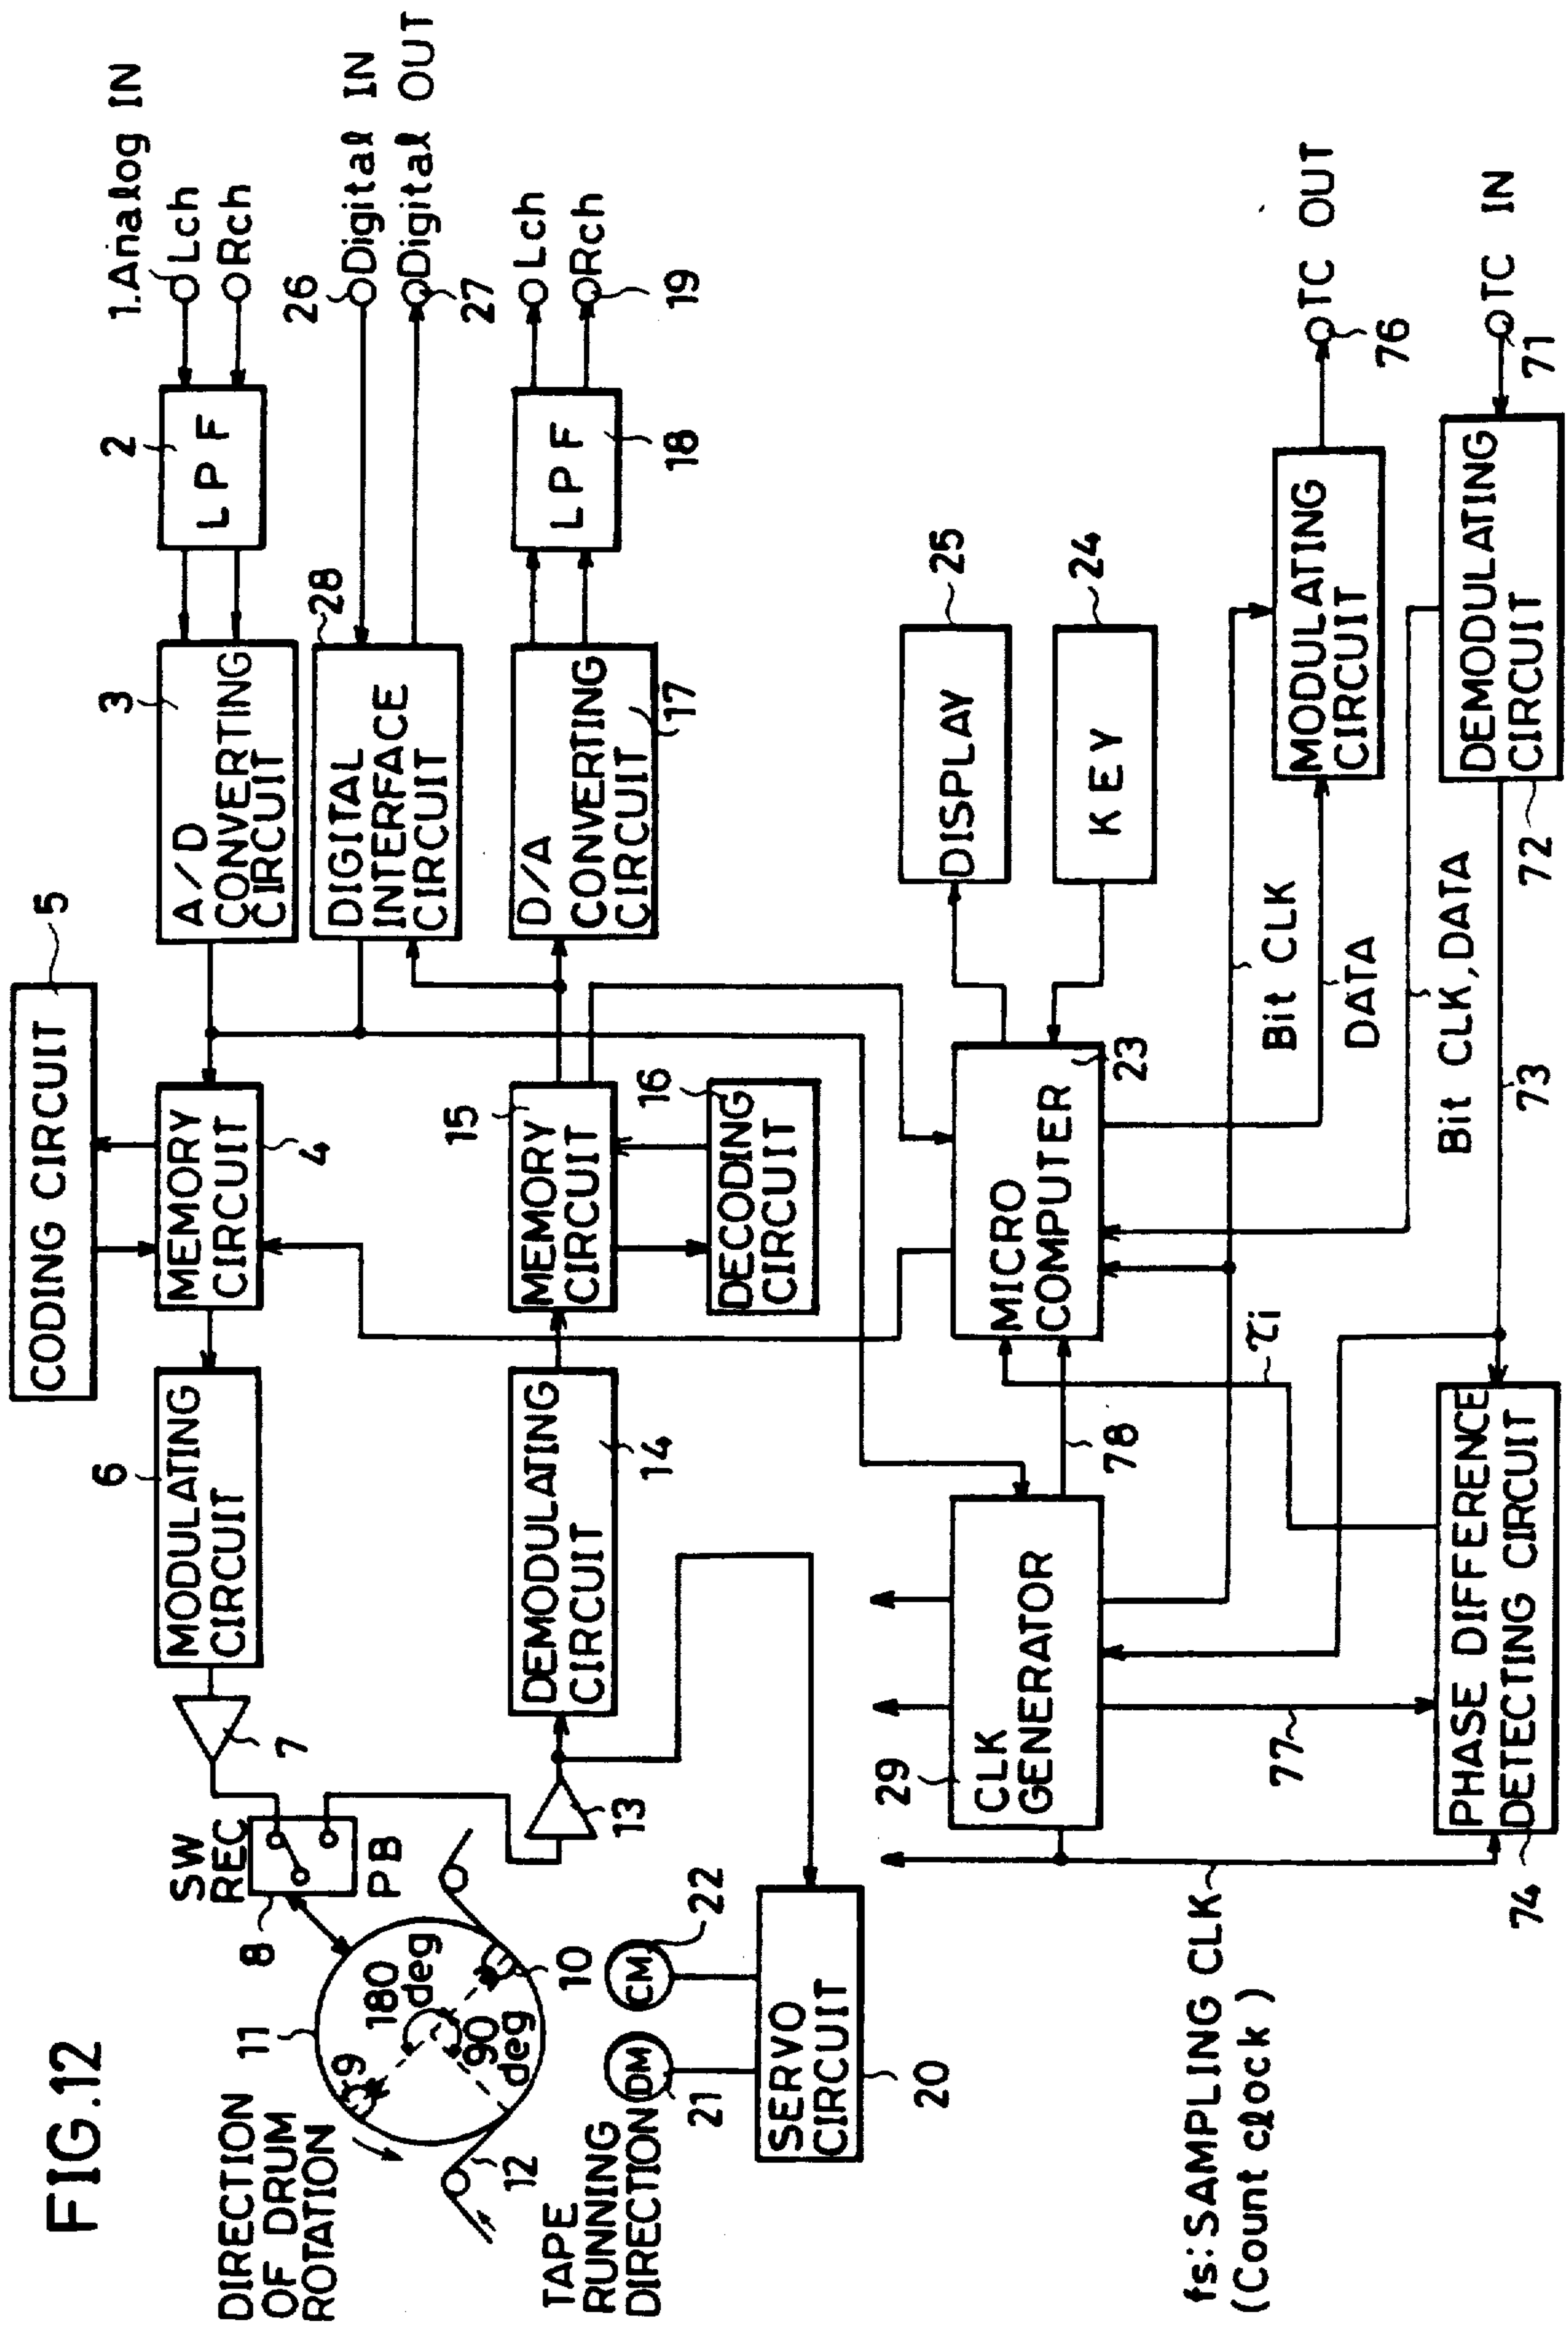 FIG.12
DIRECTION
OF DRUM
ROTATION
11
9
180
deg
90
deg
10
12
TAPE
RUNNING
DIRECTION
SW
REC
PB
8
7
6
MODULATING
CIRCUIT
CODING CIRCUIT
5
MEMORY
CIRCUIT
4
3
A/D
CONVERTING
CIRCUIT
2
LPF
1.Analog IN
Lch
Rch
28
DIGITAL
INTERFACE
CIRCUIT
26
Digital IN
Digital OUT
27
13
DEMODULATING
CIRCUIT
14
15
MEMORY
CIRCUIT
16
DECODING
CIRCUIT
D/A
CONVERTING
CIRCUIT
17
LPF
18
Lch
Rch
19
DM
21
CM
22
SERVO
CIRCUIT
20
29
CLK
GENERATOR
78
MICRO
COMPUTER
23
DISPLAY
25
KEY
24
Bit CLK
DATA
MODULATING
CIRCUIT
TC OUT
76
τi
77
Bit CLK,DATA
73
DEMODULATING
CIRCUIT
72
TC IN
71
PHASE DIFFERENCE
DETECTING CIRCUIT
74
fs:SAMPLING CLK
(Count clock)